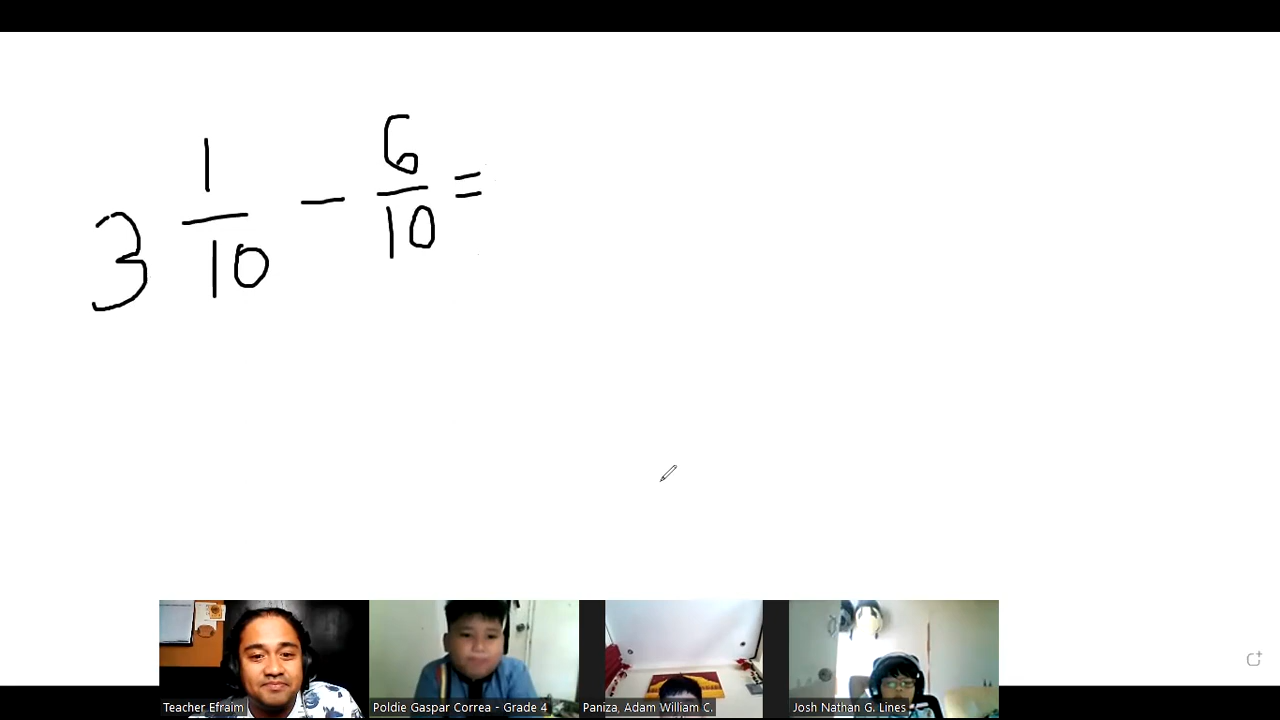 3 1/10 - 6/10 =
Teacher Efraim
Poldie Gaspar Correa - Grade 4
Paniza, Adam William C.
Josh Nathan G. Lines